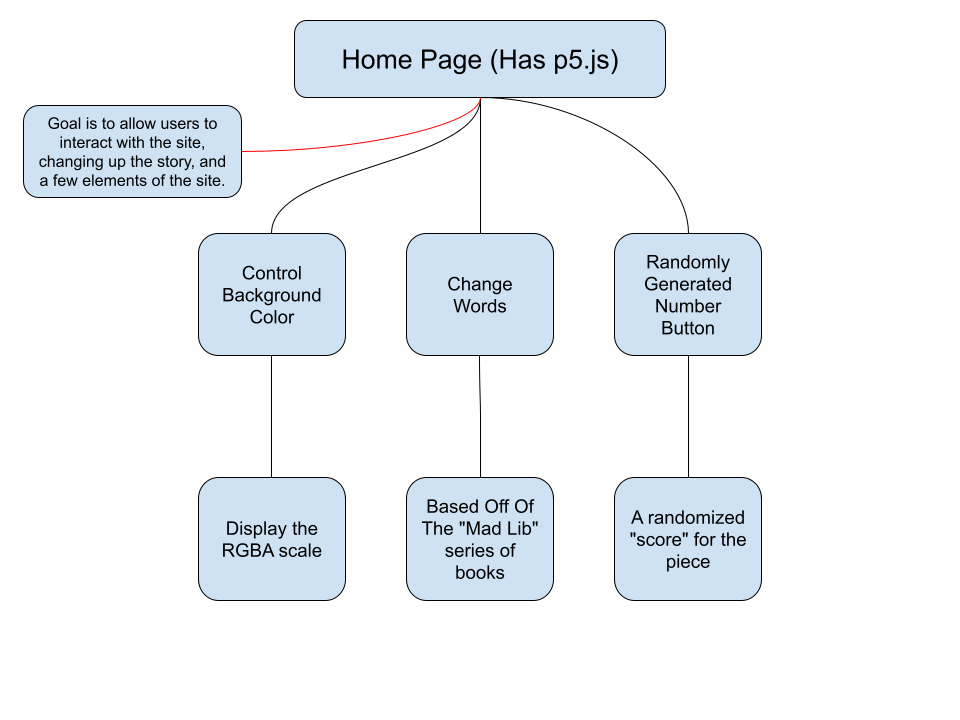 Home Page (Has p5.js)
Goal is to allow users to
interact with the site,
changing up the story, and
a few elements of the site.
Control
Background
Color
Change
Words
Randomly
Generated
Number
Button
Display the
RGBA scale
Based Off Of
The "Mad Lib"
series of
books
A randomized
"score" for the
piece